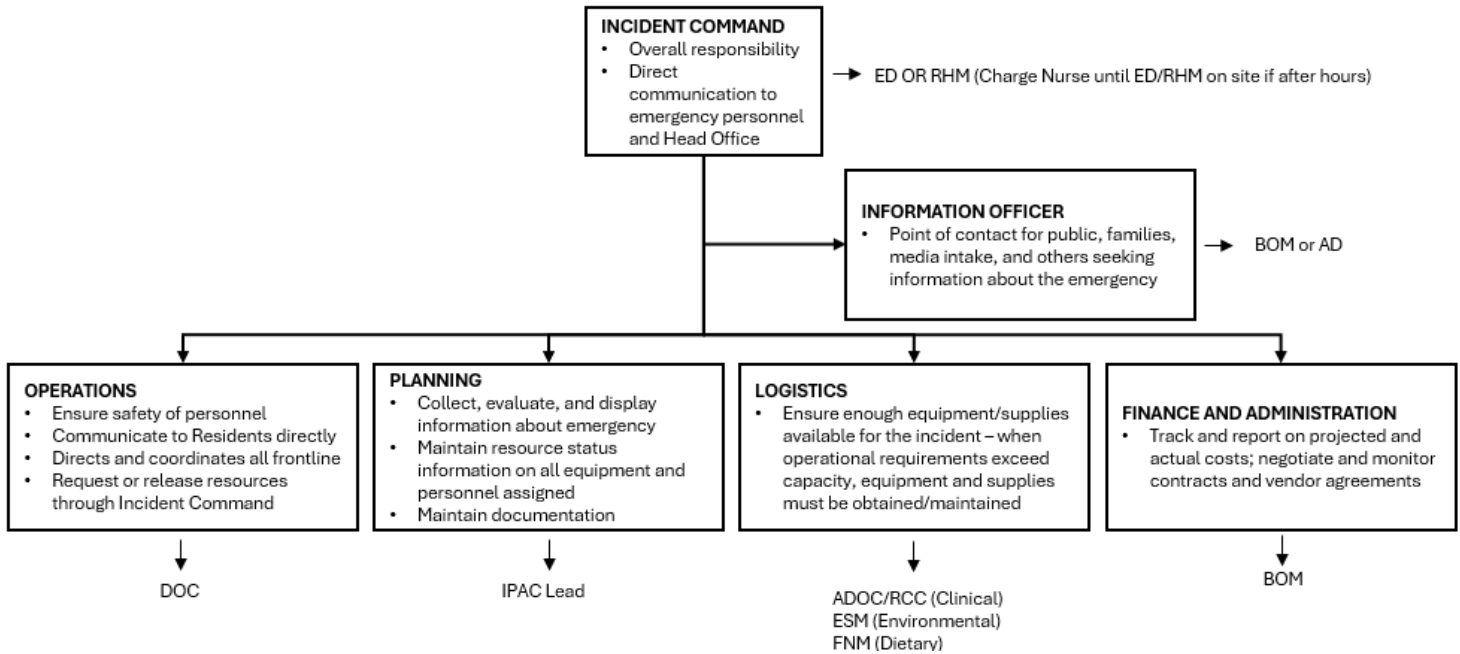 INCIDENT COMMAND
• Overall responsibility
• Direct
communication to
emergency personnel
and Head Office
ED OR RHM (Charge Nurse until ED/RHM on site if after hours)
INFORMATION OFFICER
• Point of contact for public, families,
media intake, and others seeking
information about the emergency
BOM or AD
OPERATIONS
• Ensure safety of personnel
• Communicate to Residents directly
• Directs and coordinates all frontline
• Request or release resources
through Incident Command
DOC
PLANNING
• Collect, evaluate, and display
information about emergency
• Maintain resource status
information on all equipment and
personnel assigned
• Maintain documentation
IPAC Lead
LOGISTICS
• Ensure enough equipment/supplies
available for the incident – when
operational requirements exceed
capacity, equipment and supplies
must be obtained/maintained
ADOC/RCC (Clinical)
ESM (Environmental)
FNM (Dietary)
FINANCE AND ADMINISTRATION
• Track and report on projected and
actual costs; negotiate and monitor
contracts and vendor agreements
BOM